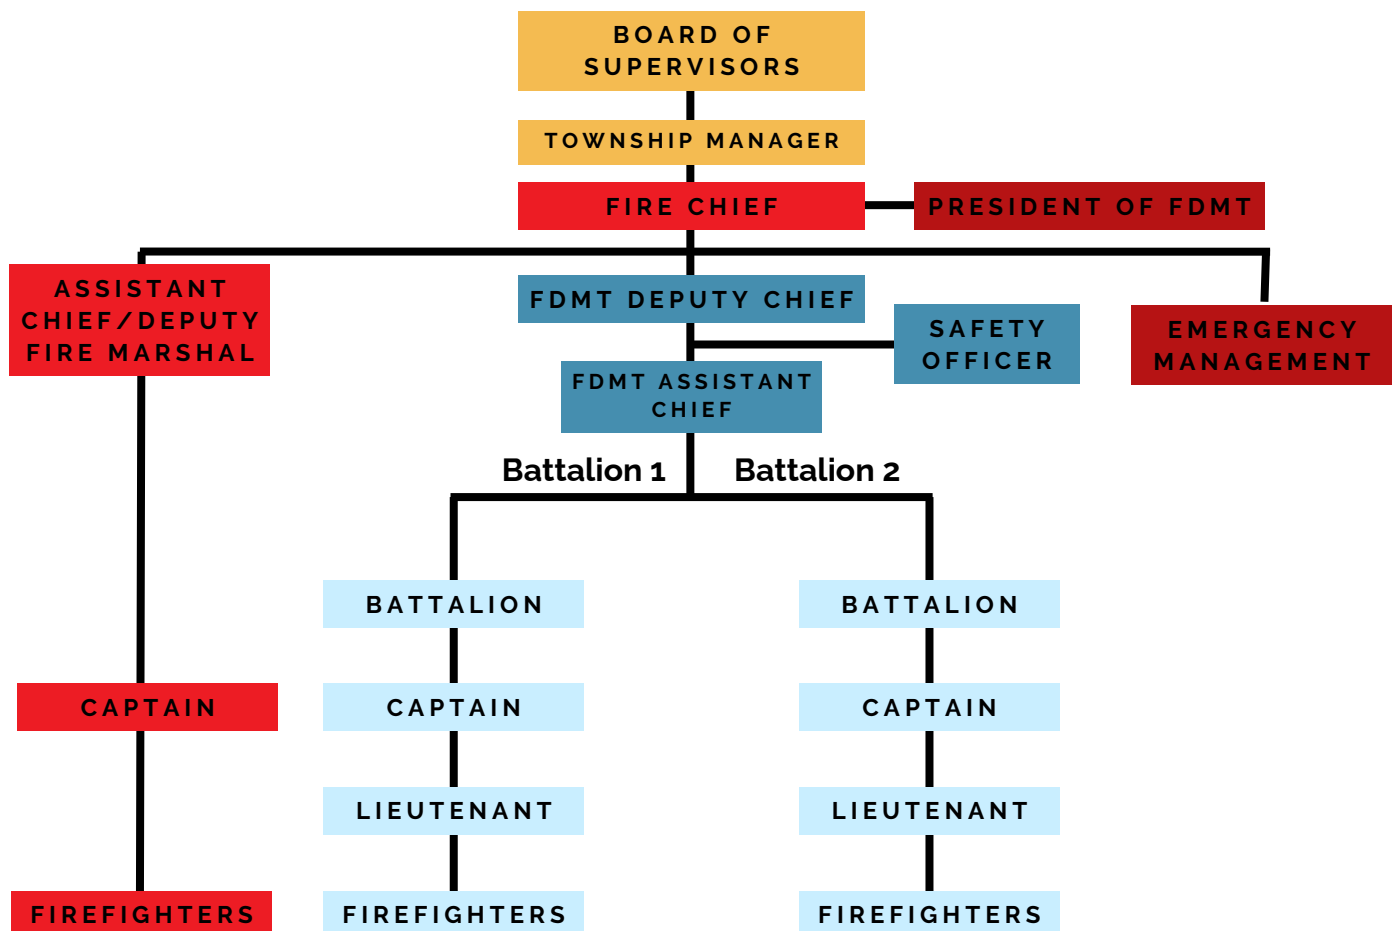 BOARD OF
SUPERVISORS
TOWNSHIP MANAGER
FIRE CHIEF
PRESIDENT OF FDMT
ASSISTANT
CHIEF/DEPUTY
FIRE MARSHAL
FDMT DEPUTY CHIEF
SAFETY
OFFICER
EMERGENCY
MANAGEMENT
FDMT ASSISTANT
CHIEF
Battalion 1
Battalion 2
BATTALION
BATTALION
CAPTAIN
CAPTAIN
CAPTAIN
LIEUTENANT
LIEUTENANT
FIREFIGHTERS
FIREFIGHTERS
FIREFIGHTERS